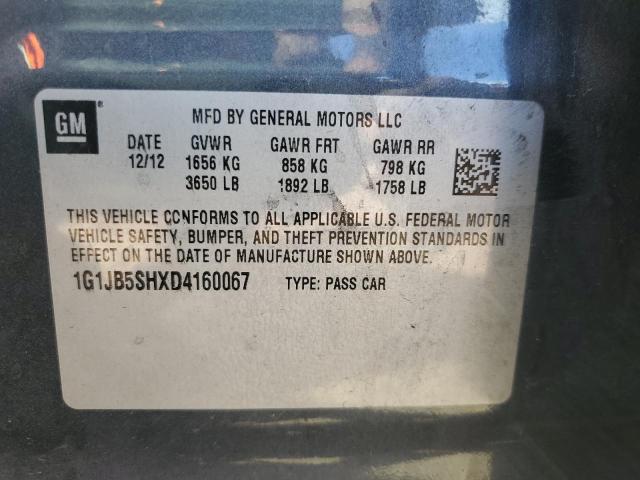 GM ®
MFD BY GENERAL MOTORS LLC
DATE GVWR GAWR FRT GAWR RR
12/12 1656 KG 858 KG 798 KG
3650 LB 1892 LB 1758 LB
THIS VEHICLE CONFORMS TO ALL APPLICABLE U.S. FEDERAL MOTOR
VEHICLE SAFETY, BUMPER, AND THEFT PREVENTION STANDARDS IN
EFFECT ON THE DATE OF MANUFACTURE SHOWN ABOVE.
1G1JB5SHXD4160067 TYPE: PASS CAR